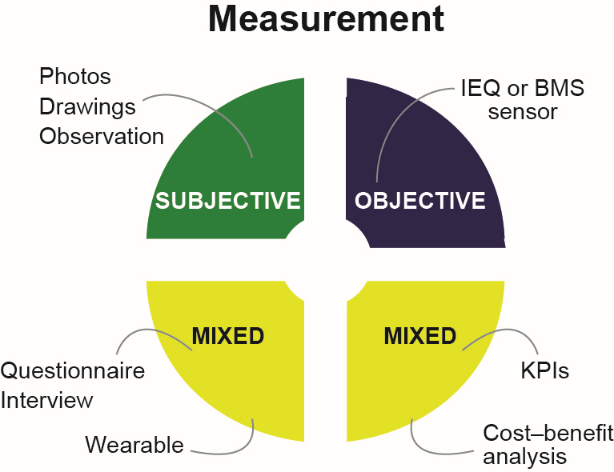 Measurement
Photos
Drawings
Observation
IEQ or BMS
sensor
SUBJECTIVE
OBJECTIVE
MIXED
MIXED
Questionnaire
Interview
KPIs
Wearable
Cost–benefit
analysis